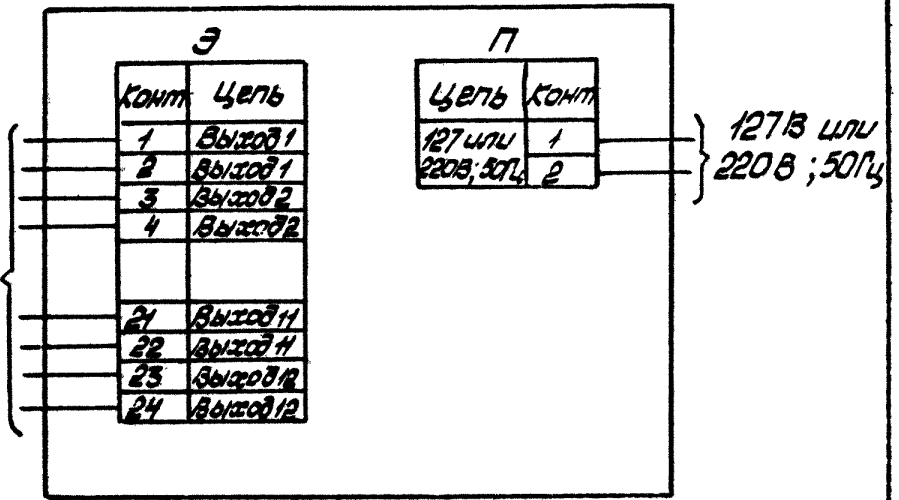 Э
Конт Цепь
1 Выход 1
2 Выход 1
3 Выход 2
4 Выход 2
21 Выход 11
22 Выход 11
23 Выход 12
24 Выход 12
П
Цепь Конт
127 или 1
220В; 50Гц 2
127В или
220В ; 50Гц